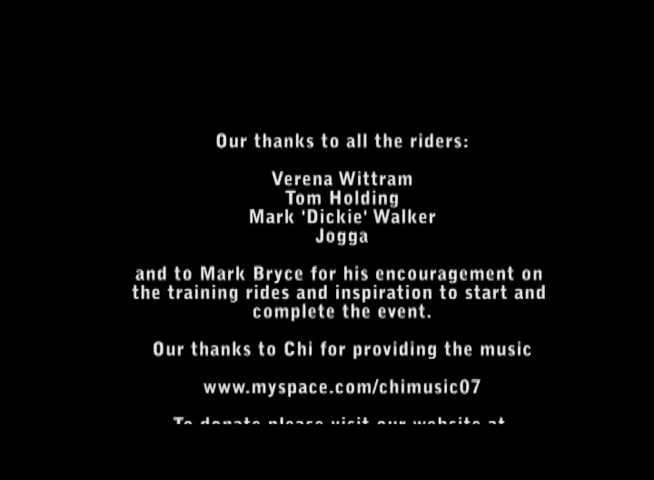 Our thanks to all the riders:
Verena Wittram
Tom Holding
Mark 'Dickie' Walker
Jogga
and to Mark Bryce for his encouragement on
the training rides and inspiration to start and
complete the event.
Our thanks to Chi for providing the music
www.myspace.com/chimusic07
To donate please visit our website at